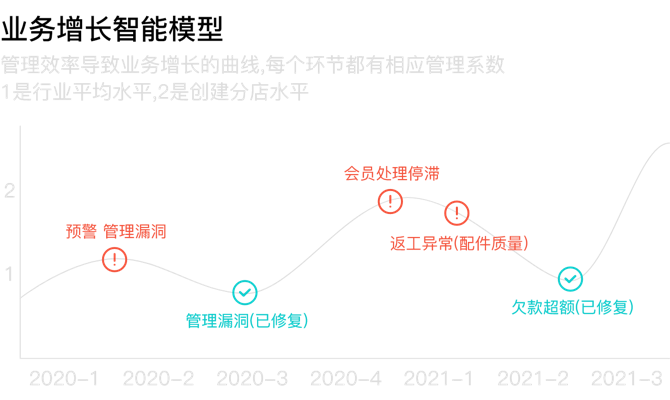 业务增长智能模型
管理效率导致业务增长的曲线,每个环节都有相应管理系数
1是行业平均水平,2是创建分店水平
会员处理停滞
2
预警 管理漏洞
返工异常(配件质量)
1
管理漏洞(已修复)
欠款超额(已修复)
2020-1 2020-2 2020-3 2020-4 2021-1 2021-2 2021-3